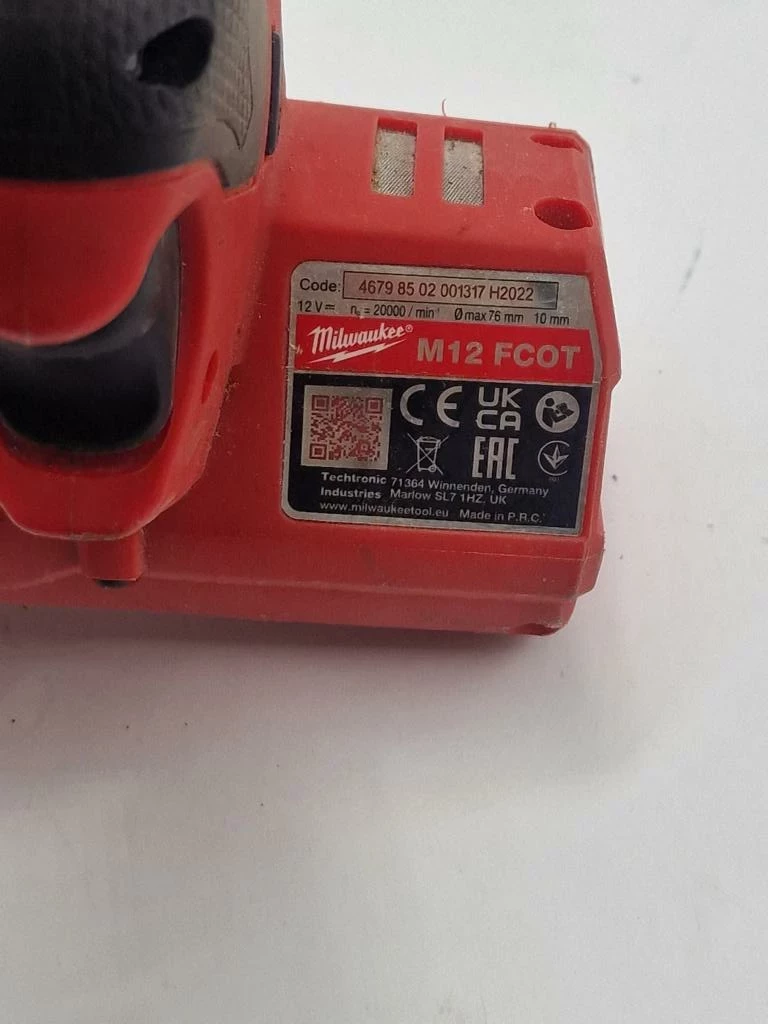 Code: 4679 85 02 001317 H2022
12 V⎓ n₀ = 20000 / min⁻¹ Ø max 76 mm 10 mm
Milwaukee®
M12 FCOT
CE UK CA
EAC
Techtronic 71364 Winnenden, Germany
Industries Marlow SL7 1HZ, UK
www.milwaukeetool.eu Made in P.R.C.